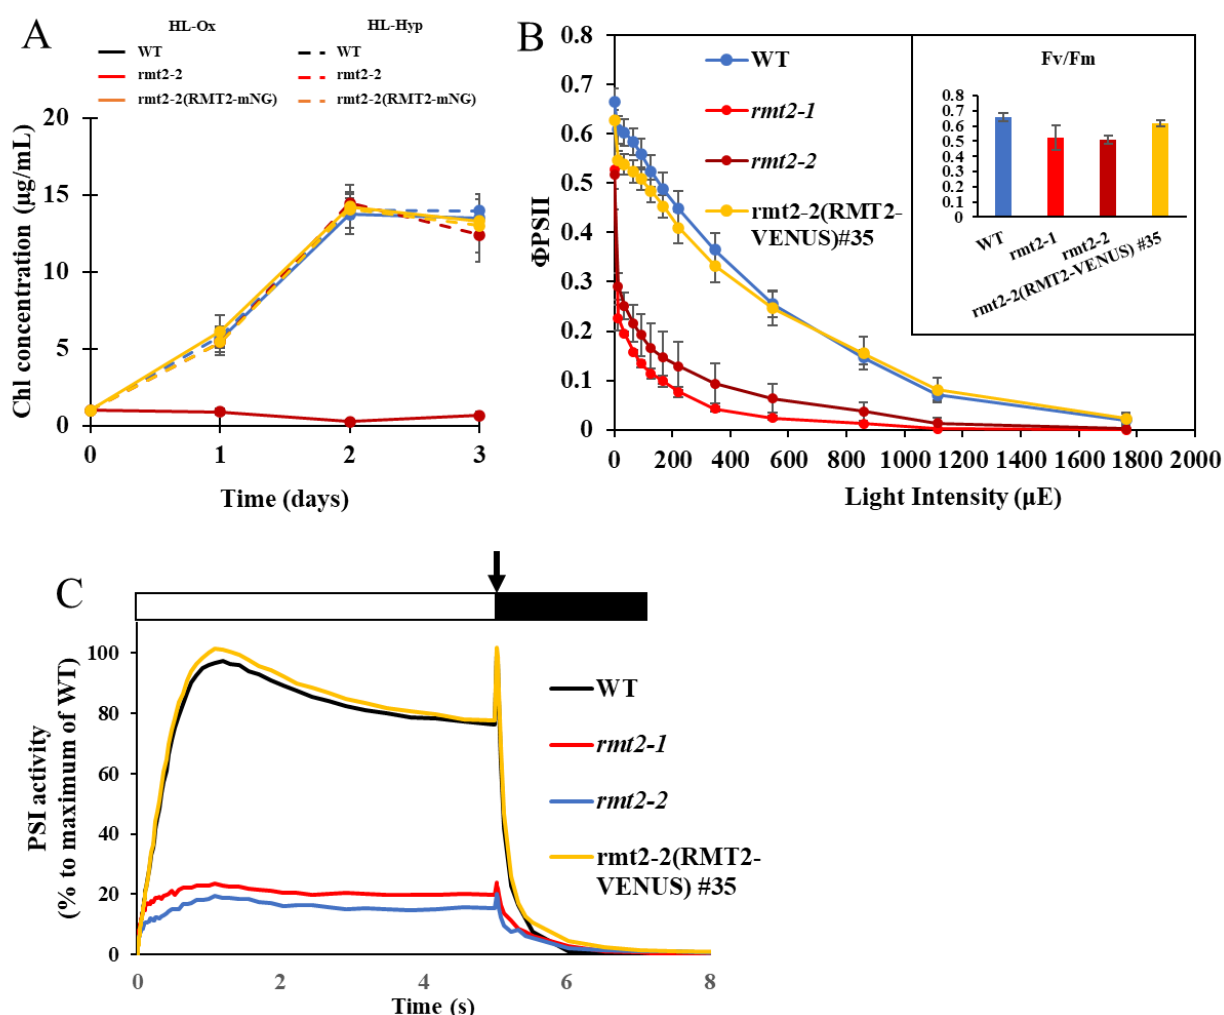 A
HL-Ox
HL-Hyp
WT
WT
rmt2-2
rmt2-2
rmt2-2(RMT2-mNG)
rmt2-2(RMT2-mNG)
20
15
10
5
0
0 1 2 3
Chl concentration (µg/mL)
Time (days)
B
0.8
0.7
0.6
0.5
0.4
0.3
0.2
0.1
0
0 200 400 600 800 1000 1200 1400 1600 1800 2000
ΦPSII
Light Intensity (µE)
WT
rmt2-1
rmt2-2
rmt2-2(RMT2-
VENUS)#35
Fv/Fm
0.8
0.7
0.6
0.5
0.4
0.3
0.2
0.1
0
WT
rmt2-1
rmt2-2
rmt2-2(RMT2-VENUS) #35
C
100
80
60
40
20
0
0 2 4 6 8
PSI activity
(% to maximum of WT)
Time (s)
WT
rmt2-1
rmt2-2
rmt2-2(RMT2-
VENUS) #35